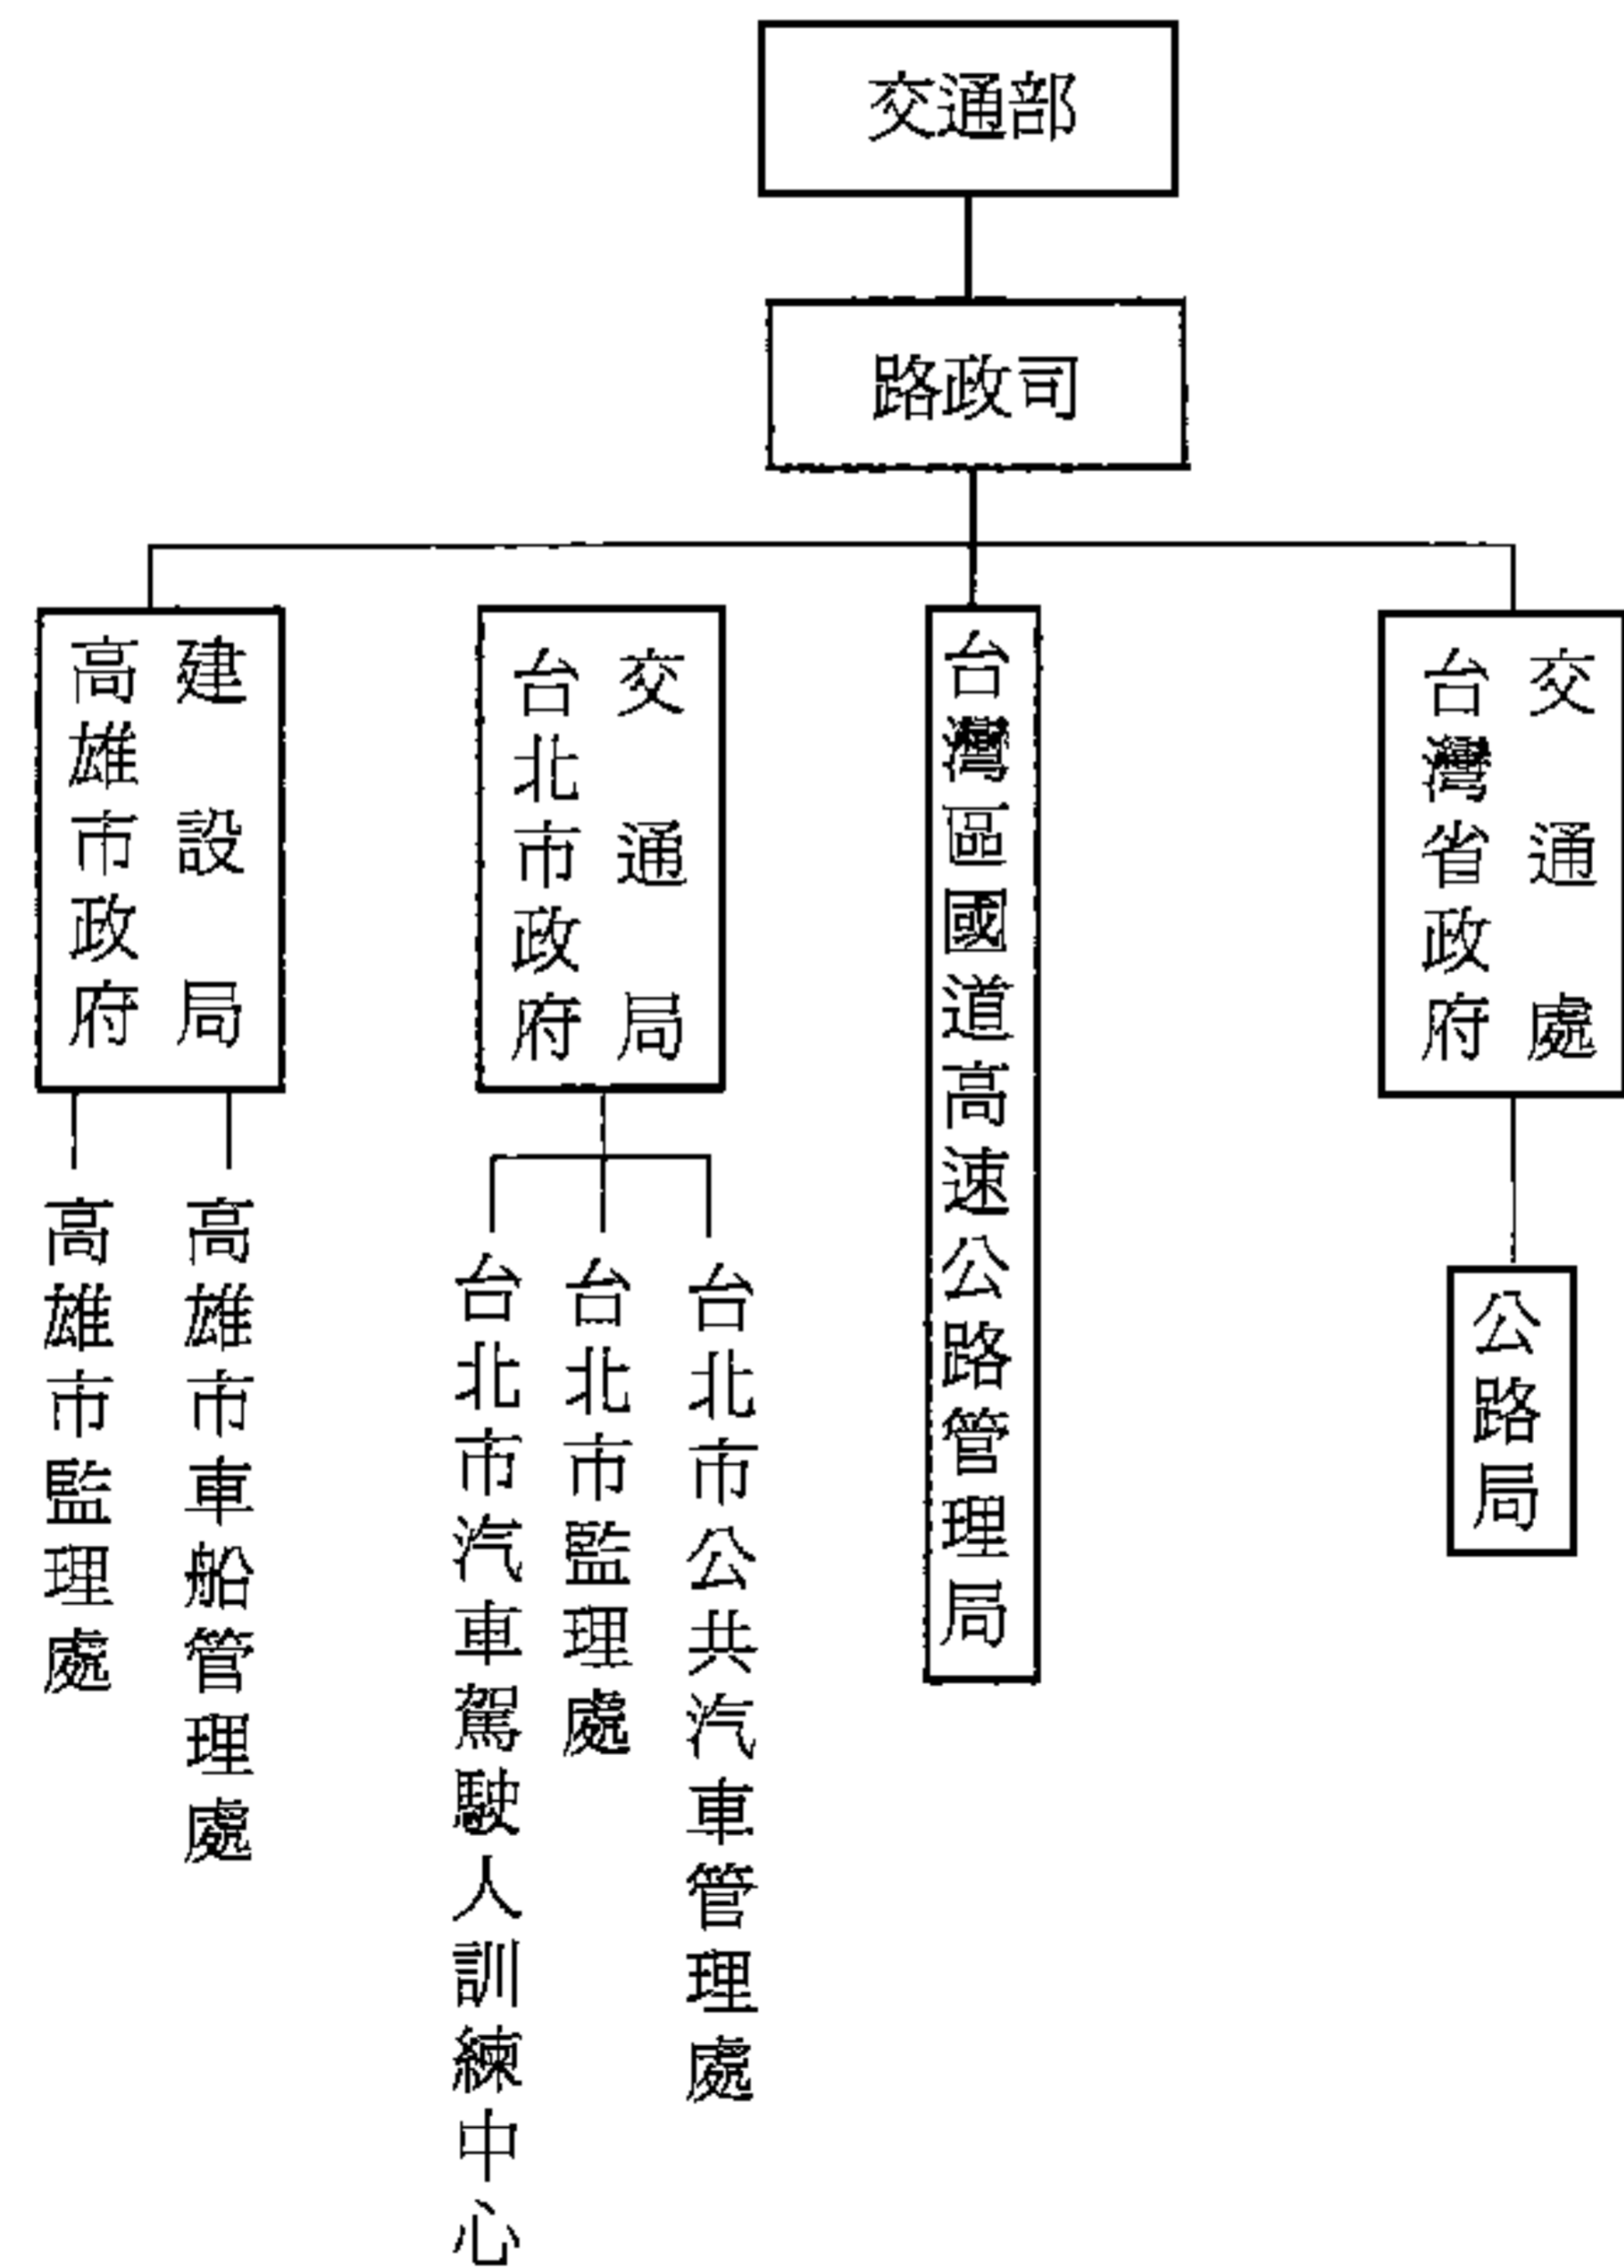 交通部
路政司
高雄市政府
建設局
台北市政府
交通局
台灣區國道高速公路管理局
台灣省政府
交通處
高雄市監理處
高雄市車船管理處
台北市汽車駕駛人訓練中心
台北市監理處
台北市公共汽車管理處
公路局